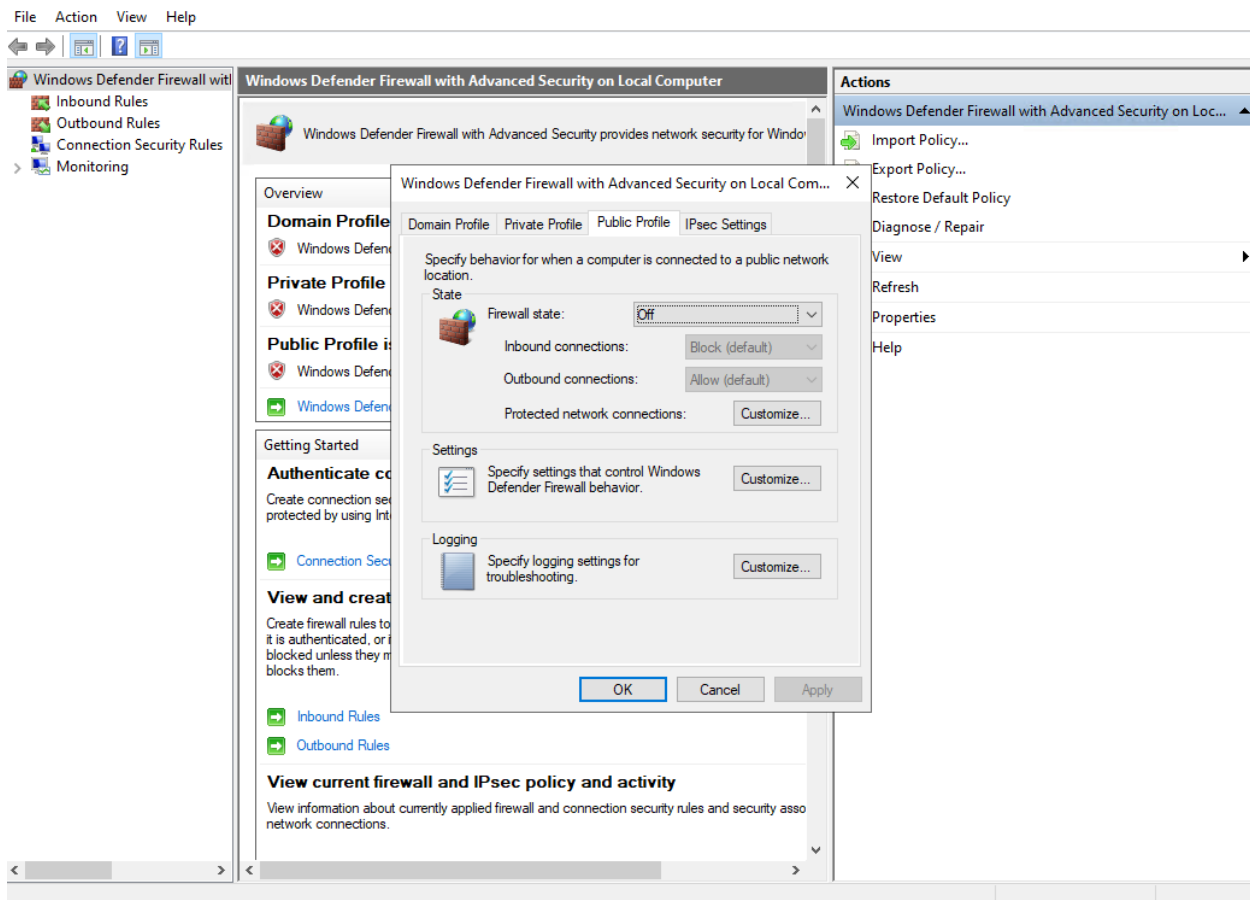 File Action View Help
Windows Defender Firewall witl
Inbound Rules
Outbound Rules
Connection Security Rules
Monitoring
Windows Defender Firewall with Advanced Security on Local Computer
Windows Defender Firewall with Advanced Security provides network security for Window
Overview
Domain Profile
Windows Defend
Private Profile
Windows Defend
Public Profile is
Windows Defend
Windows Defend
Getting Started
Authenticate co
Create connection sec
protected by using Int
Connection Secu
View and creat
Create firewall rules to
it is authenticated, or i
blocked unless they m
blocks them.
Inbound Rules
Outbound Rules
View current firewall and IPsec policy and activity
View information about currently applied firewall and connection security rules and security asso
network connections.
Windows Defender Firewall with Advanced Security on Local Com...
Domain Profile Private Profile Public Profile IPsec Settings
Specify behavior for when a computer is connected to a public network
location.
State
Firewall state: Off
Inbound connections: Block (default)
Outbound connections: Allow (default)
Protected network connections: Customize...
Settings
Specify settings that control Windows
Defender Firewall behavior.
Customize...
Logging
Specify logging settings for
troubleshooting.
Customize...
OK Cancel Apply
Actions
Windows Defender Firewall with Advanced Security on Loc...
Import Policy...
Export Policy...
Restore Default Policy
Diagnose / Repair
View
Refresh
Properties
Help